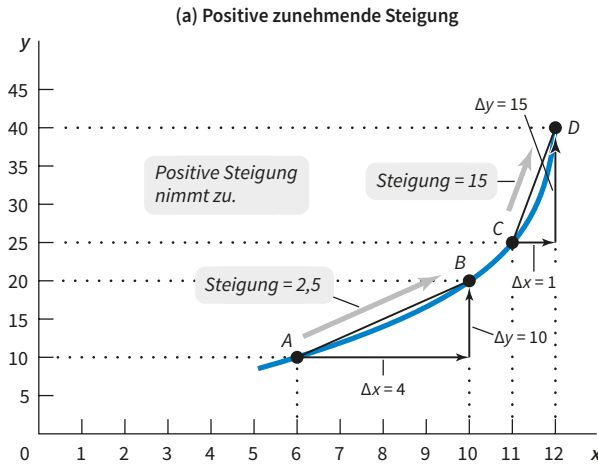 (a) Positive zunehmende Steigung
y
45
40
35
30
25
20
15
10
5
0 1 2 3 4 5 6 7 8 9 10 11 12 x
Δy = 15
D
Positive Steigung
nimmt zu.
Steigung = 15
C
B
Δx = 1
Steigung = 2,5
A
Δy = 10
Δx = 4